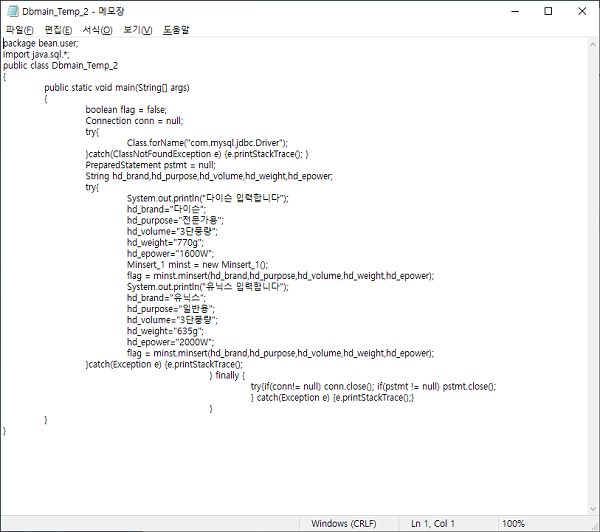 Dbmain_Temp_2 - 메모장
파일(F) 편집(E) 서식(O) 보기(V) 도움말
package bean.user;
import java.sql.*;
public class Dbmain_Temp_2
{
public static void main(String[] args)
{
boolean flag = false;
Connection conn = null;
try{
Class.forName("com.mysql.jdbc.Driver");
}catch(ClassNotFoundException e) {e.printStackTrace(); }
PreparedStatement pstmt = null;
String hd_brand,hd_purpose,hd_volume,hd_weight,hd_epower;
try{
System.out.println("다이슨 입력합니다");
hd_brand="다이슨";
hd_purpose="전문가용";
hd_volume="3단풍량";
hd_weight="770g";
hd_epower="1600W";
Minsert_1 minst = new Minsert_1();
flag = minst.minsert(hd_brand,hd_purpose,hd_volume,hd_weight,hd_epower);
System.out.println("유닉스 입력합니다");
hd_brand="유닉스";
hd_purpose="일반용";
hd_volume="3단풍량";
hd_weight="635g";
hd_epower="2000W";
flag = minst.minsert(hd_brand,hd_purpose,hd_volume,hd_weight,hd_epower);
}catch(Exception e) {e.printStackTrace();
} finally {
try{if(conn!= null) conn.close(); if(pstmt != null) pstmt.close();
} catch(Exception e) {e.printStackTrace();}
}
}
}
Windows (CRLF) Ln 1, Col 1 100%